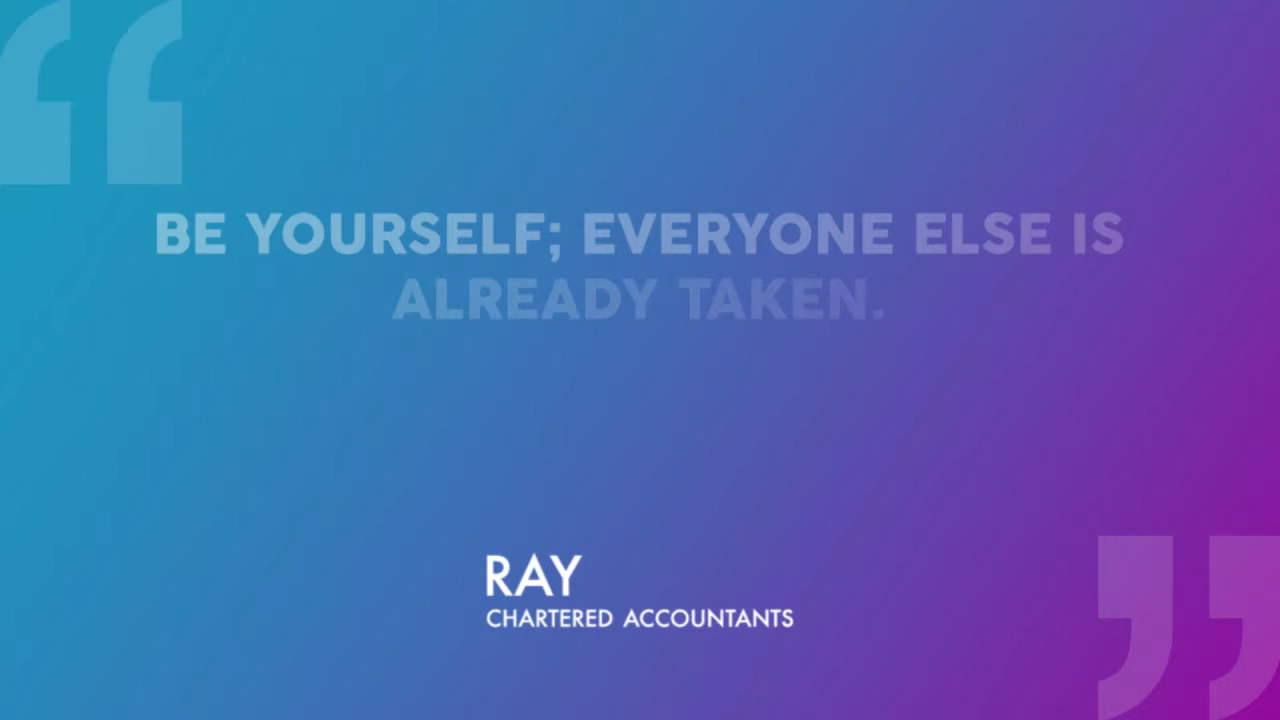 BE YOURSELF; EVERYONE ELSE IS
ALREADY TAKEN.
RAY
CHARTERED ACCOUNTANTS